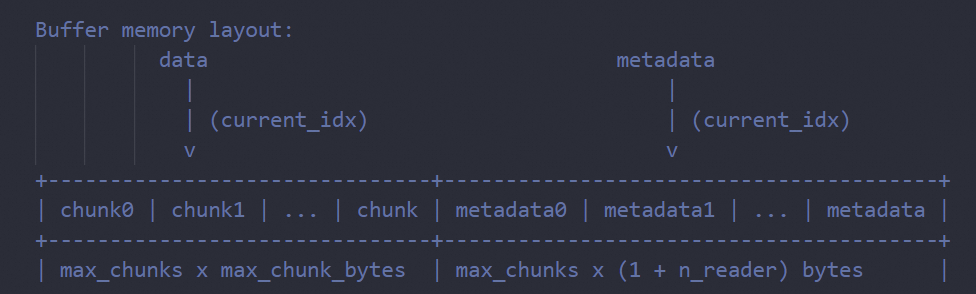 Buffer memory layout:
data metadata
| |
| (current_idx) | (current_idx)
v v
+-------------------------------+----------------------------------------+
| chunk0 | chunk1 | ... | chunk | metadata0 | metadata1 | ... | metadata |
+-------------------------------+----------------------------------------+
| max_chunks x max_chunk_bytes | max_chunks x (1 + n_reader) bytes |